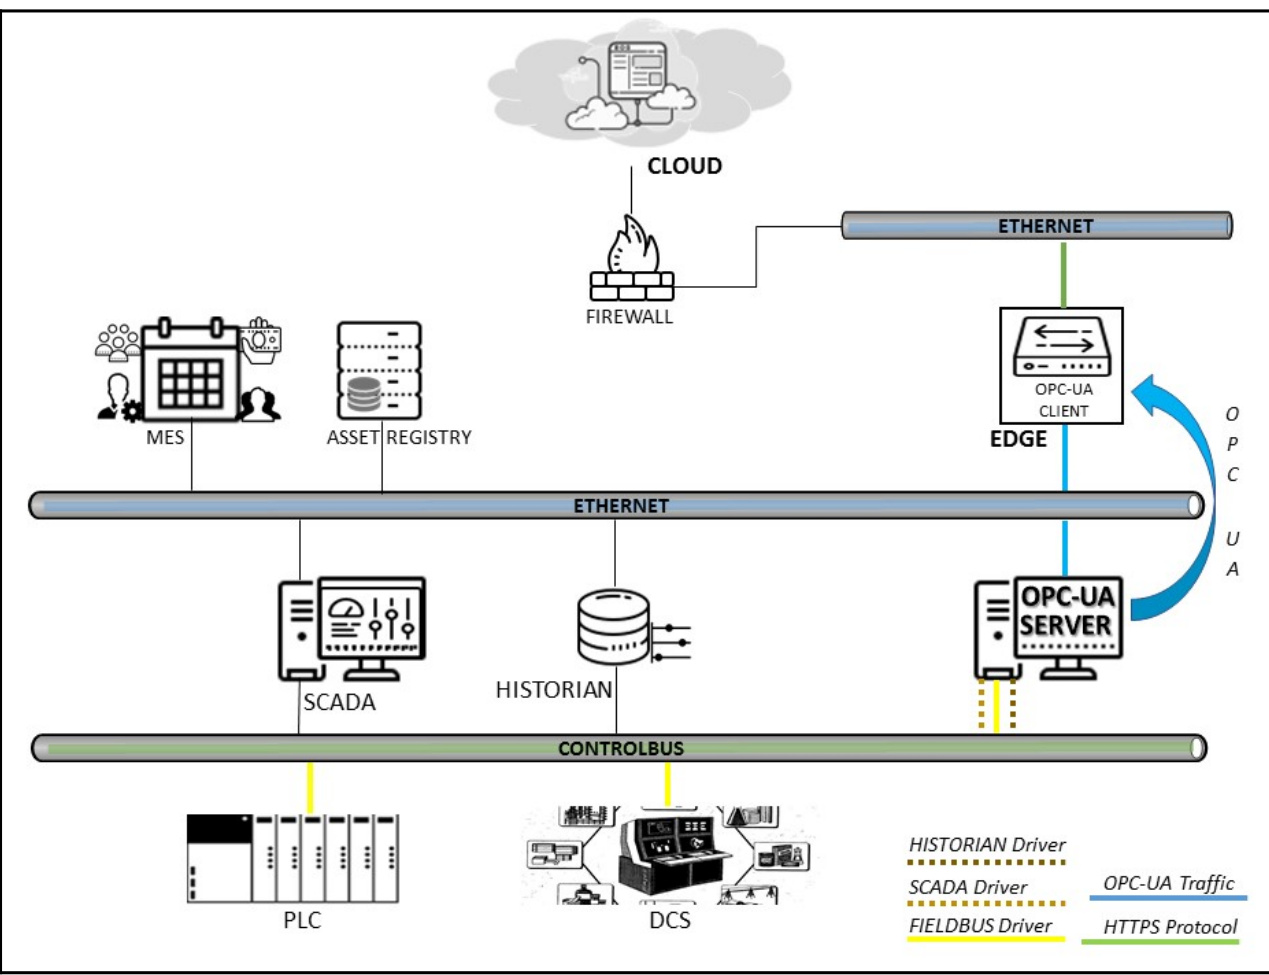 CLOUD
ETHERNET
FIREWALL
OPC-UA
CLIENT
EDGE
MES
ASSET REGISTRY
O
P
C
U
A
ETHERNET
OPC-UA
SERVER
SCADA
HISTORIAN
CONTROLBUS
PLC
DCS
HISTORIAN Driver
SCADA Driver
FIELDBUS Driver
OPC-UA Traffic
HTTPS Protocol